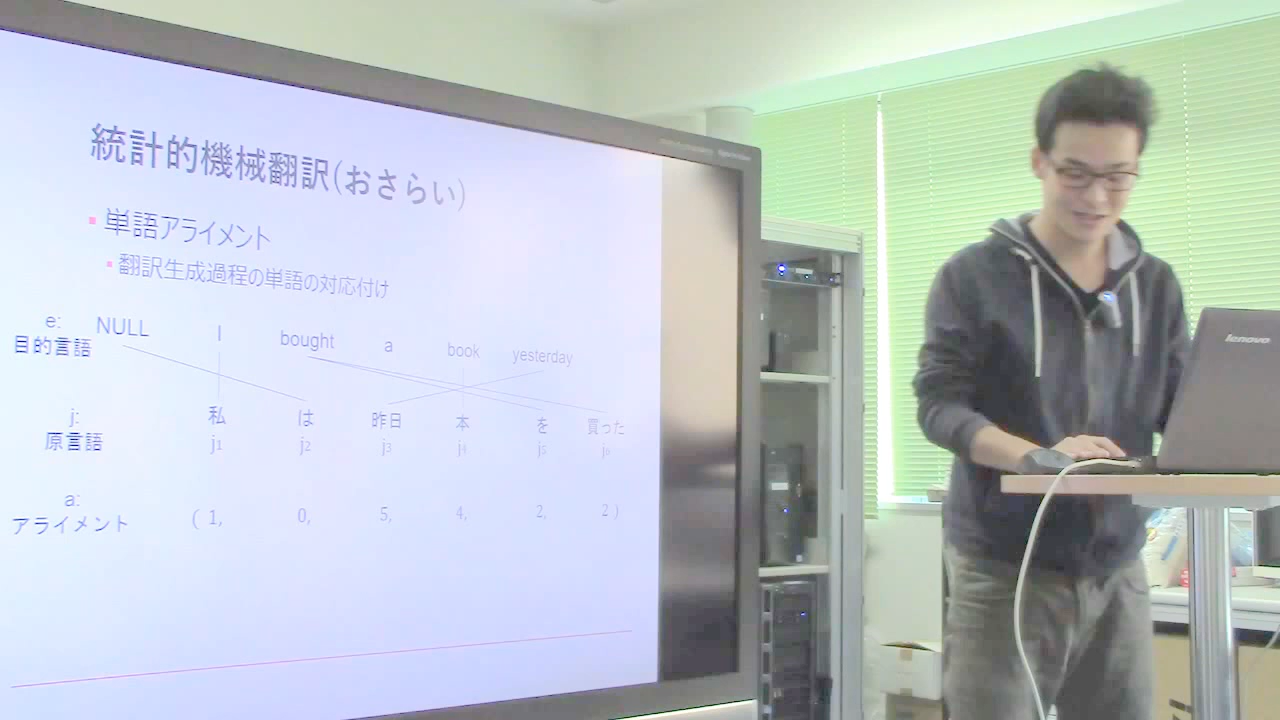 統計的機械翻訳(おさらい)
単語アライメント
翻訳生成過程の単語の対応付け
e: NULL I bought a book yesterday
目的言語
j: 私 は 昨日 本 を 買った
原言語 j1 j2 j3 j4 j5 j6
a:
アライメント ( 1, 0, 5, 4, 2, 2 )
lenovo